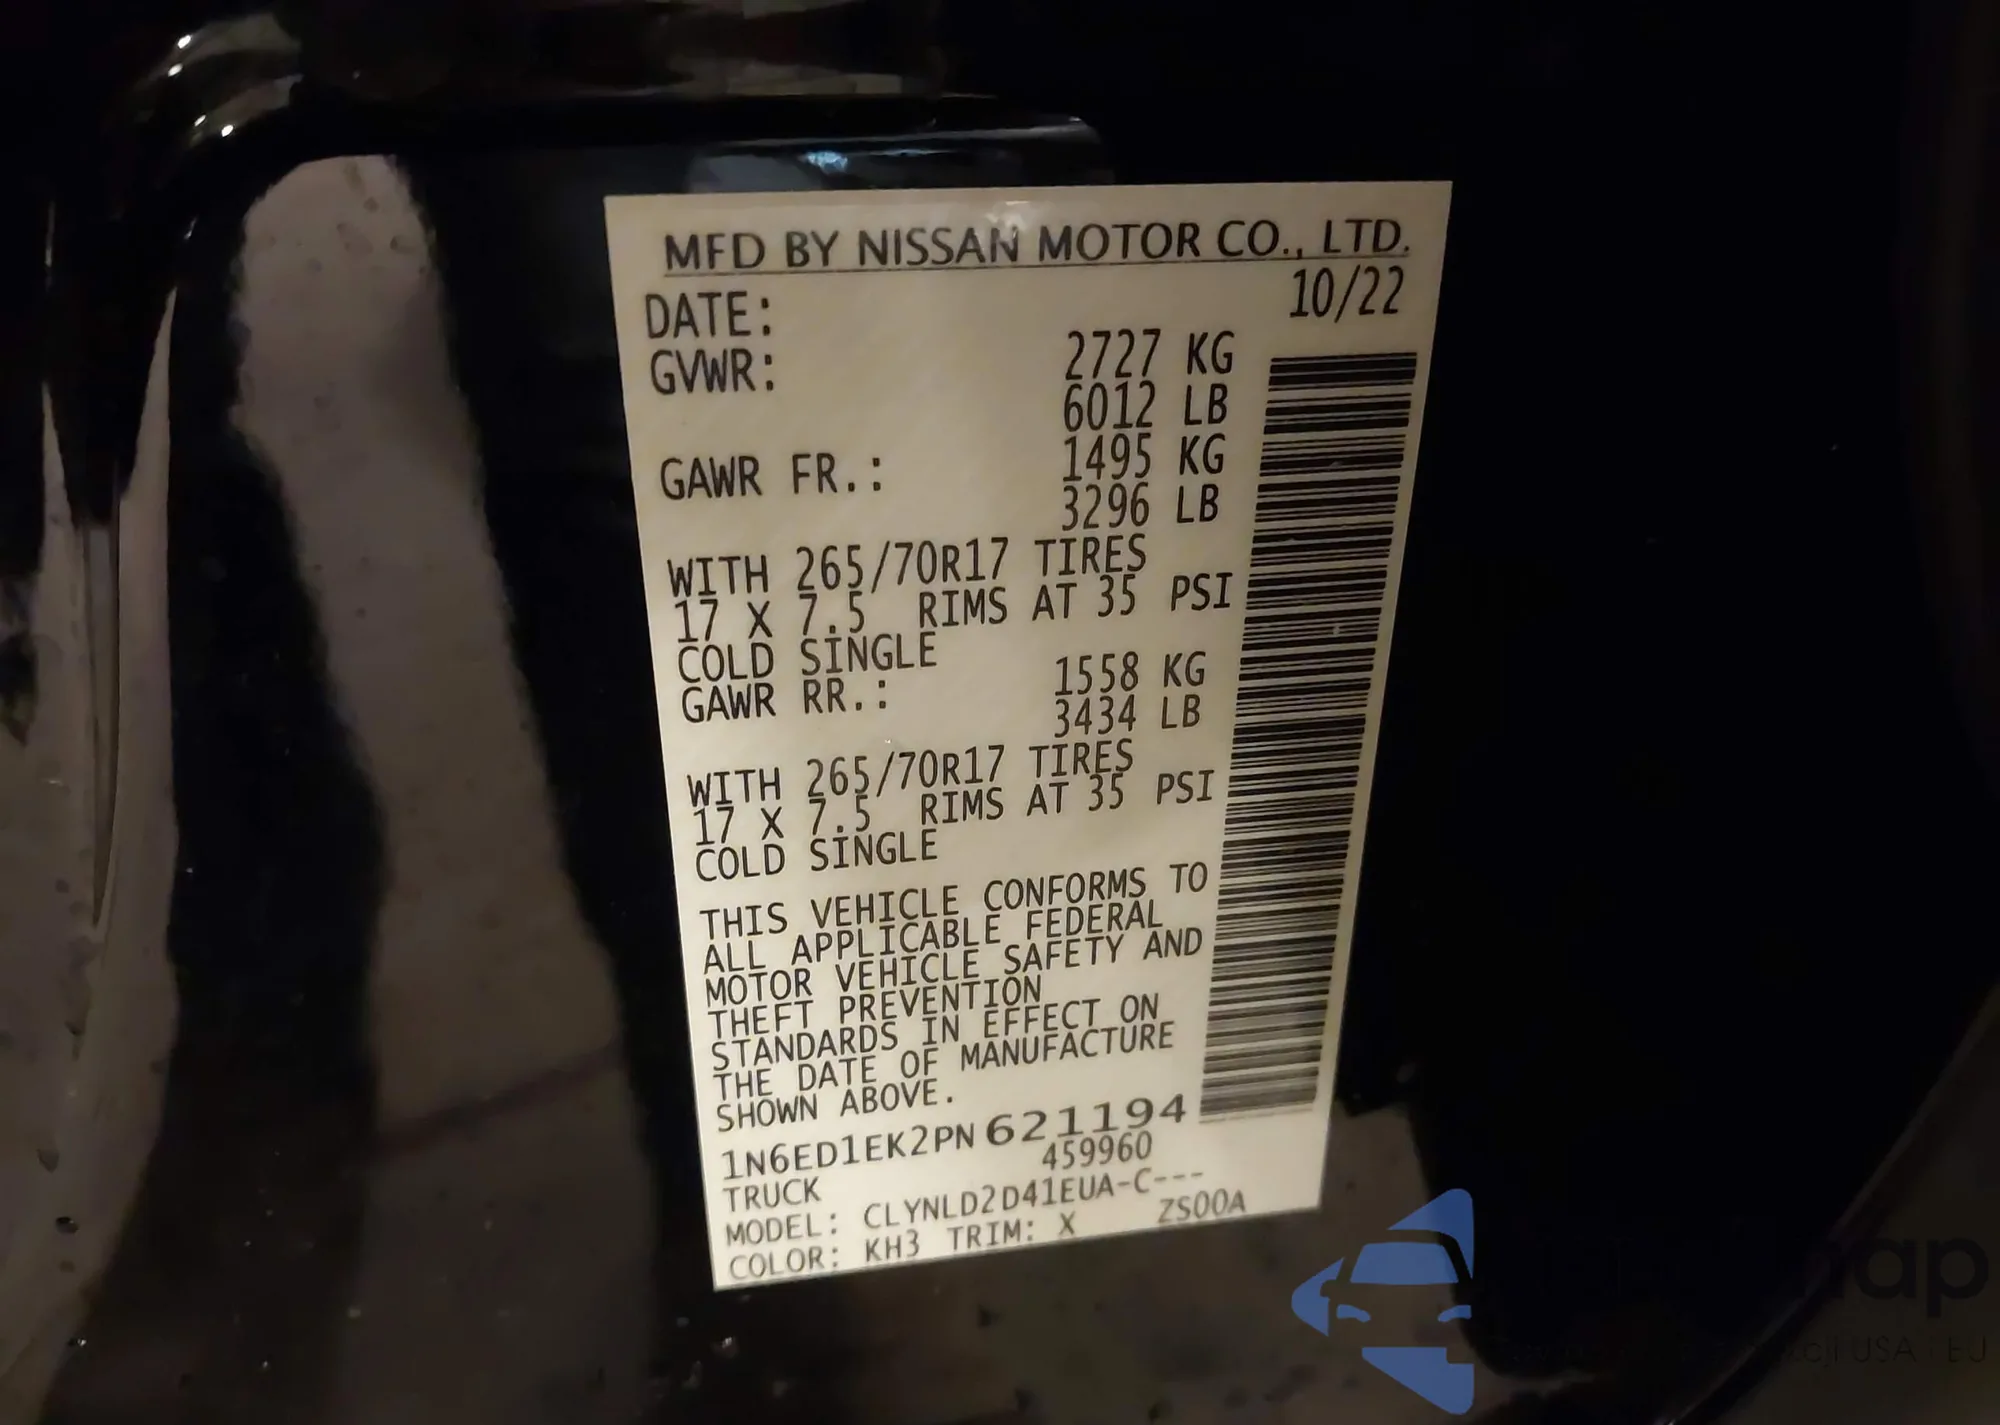 MFD BY NISSAN MOTOR CO., LTD.
DATE: 10/22
GVWR: 2727 KG
6012 LB
GAWR FR.: 1495 KG
3296 LB
WITH 265/70R17 TIRES
17 X 7.5 RIMS AT 35 PSI
COLD SINGLE
GAWR RR.: 1558 KG
3434 LB
WITH 265/70R17 TIRES
17 X 7.5 RIMS AT 35 PSI
COLD SINGLE
THIS VEHICLE CONFORMS TO
ALL APPLICABLE FEDERAL
MOTOR VEHICLE SAFETY AND
THEFT PREVENTION
STANDARDS IN EFFECT ON
THE DATE OF MANUFACTURE
SHOWN ABOVE.
1N6ED1EK2PN621194
TRUCK 459960
MODEL: CLYNLD2D41EUA-C---
COLOR: KH3 TRIM: X ZS00A
USA EU